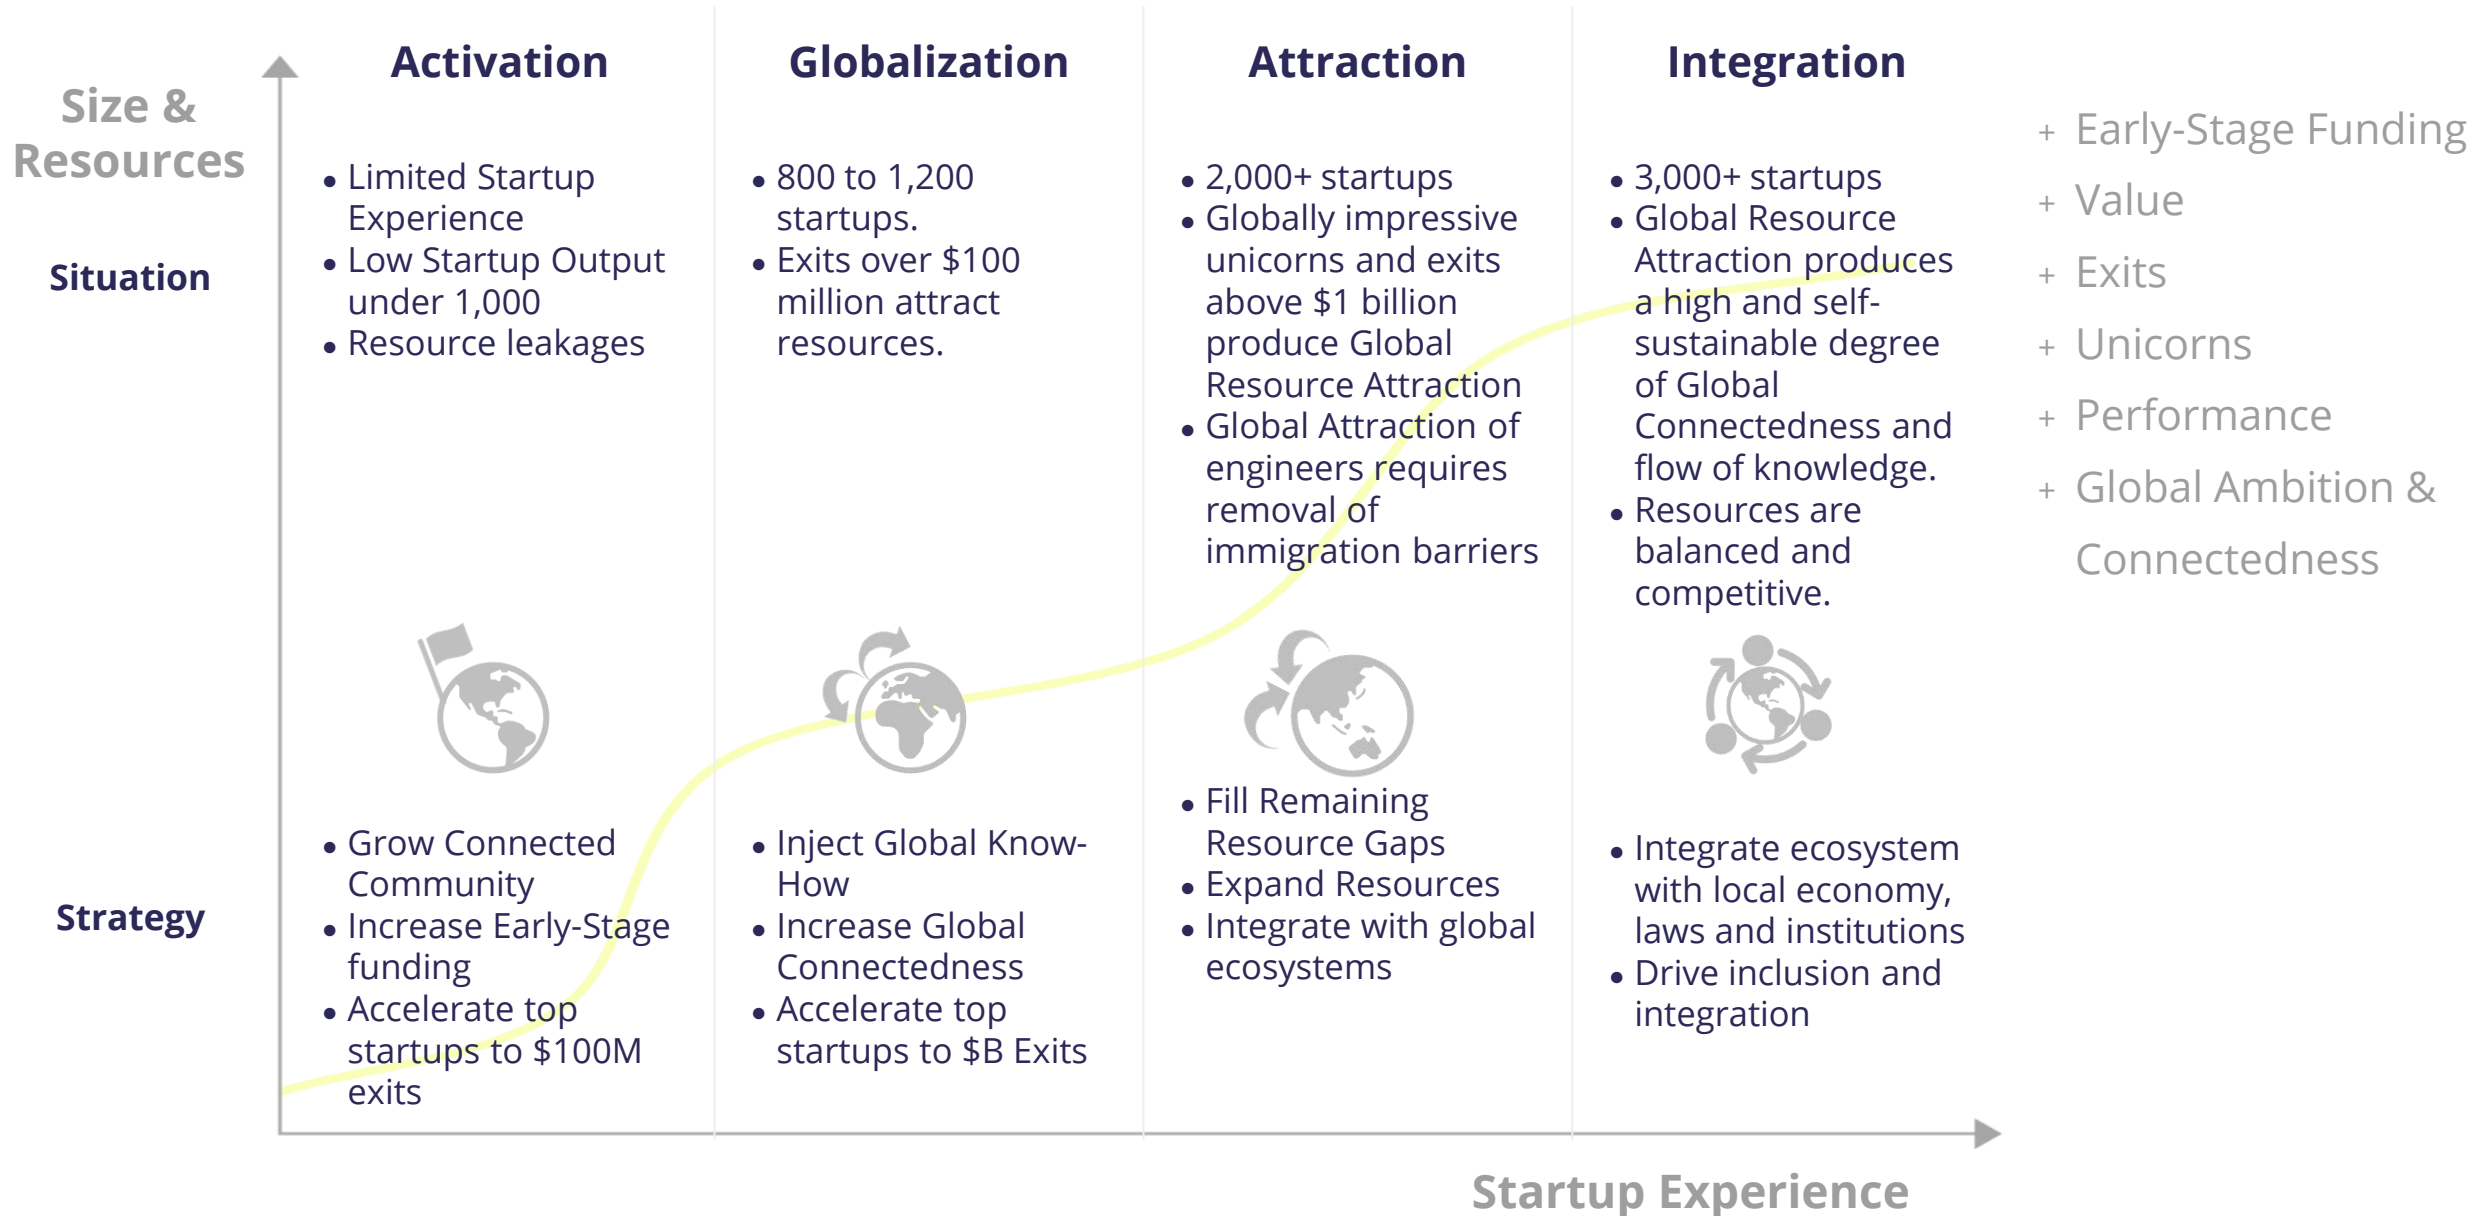 Size &
Resources
Situation
Strategy
Activation
• Limited Startup
Experience
• Low Startup Output
under 1,000
• Resource leakages
• Grow Connected
Community
• Increase Early-Stage
funding
• Accelerate top
startups to $100M
exits
Globalization
• 800 to 1,200
startups.
• Exits over $100
million attract
resources.
• Inject Global Know-
How
• Increase Global
Connectedness
• Accelerate top
startups to $B Exits
Attraction
• 2,000+ startups
• Globally impressive
unicorns and exits
above $1 billion
produce Global
Resource Attraction
• Global Attraction of
engineers requires
removal of
immigration barriers
• Fill Remaining
Resource Gaps
• Expand Resources
• Integrate with global
ecosystems
Integration
• 3,000+ startups
• Global Resource
Attraction produces
a high and self-
sustainable degree
of Global
Connectedness and
flow of knowledge.
• Resources are
balanced and
competitive.
• Integrate ecosystem
with local economy,
laws and institutions
• Drive inclusion and
integration
+ Early-Stage Funding
+ Value
+ Exits
+ Unicorns
+ Performance
+ Global Ambition &
Connectedness
Startup Experience